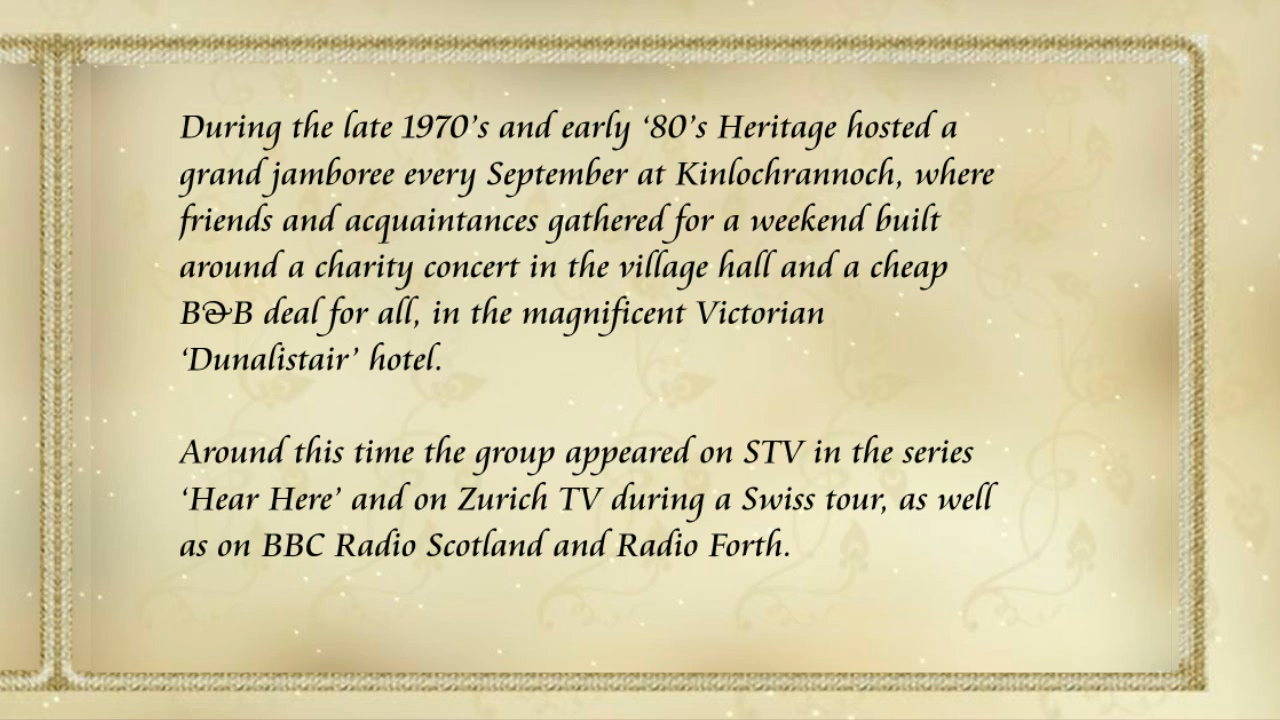 During the late 1970’s and early ‘80’s Heritage hosted a
grand jamboree every September at Kinlochrannoch, where
friends and acquaintances gathered for a weekend built
around a charity concert in the village hall and a cheap
B&B deal for all, in the magnificent Victorian
‘Dunalistair’ hotel.
Around this time the group appeared on STV in the series
‘Hear Here’ and on Zurich TV during a Swiss tour, as well
as on BBC Radio Scotland and Radio Forth.